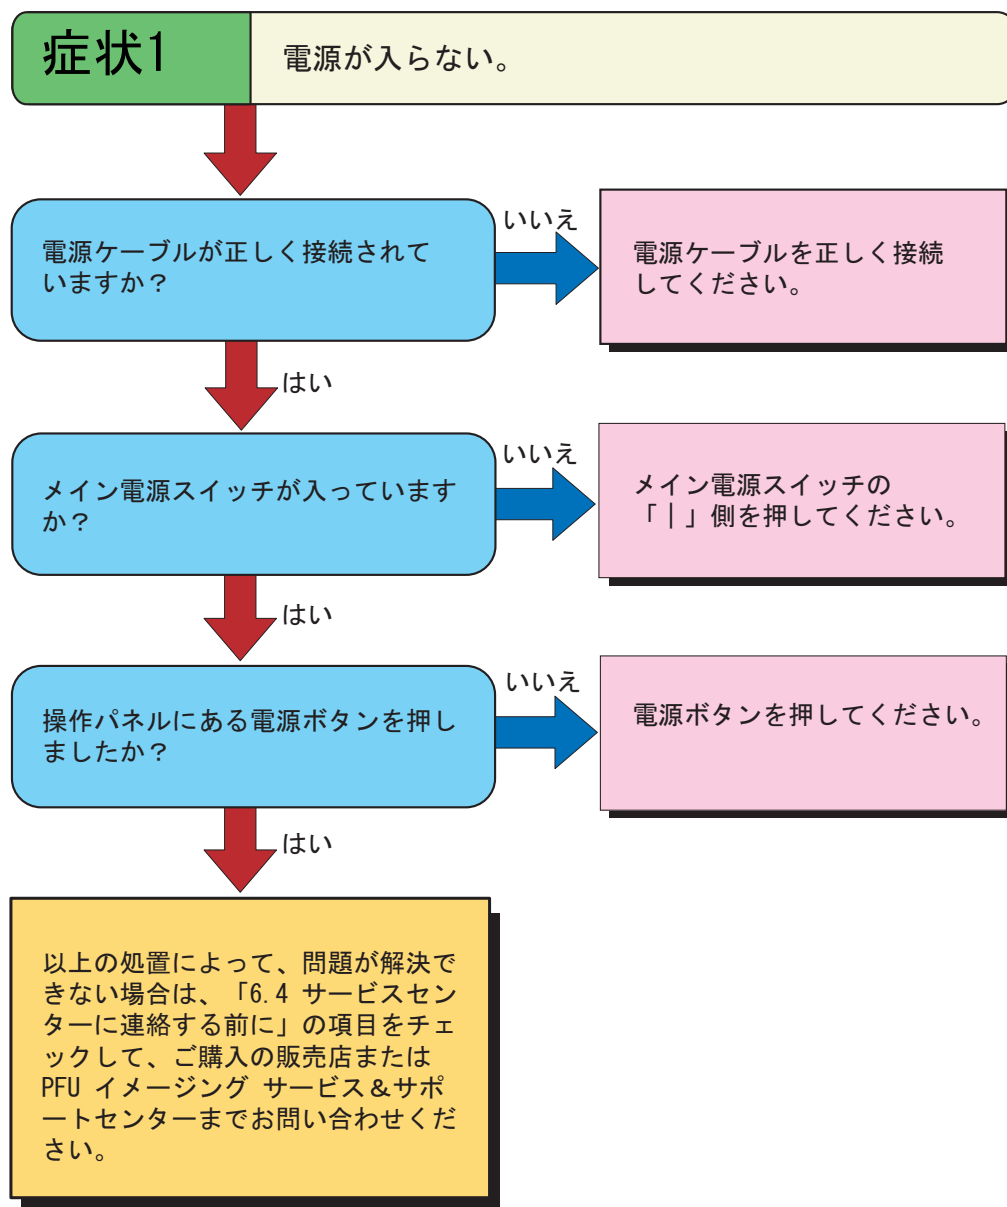 症状1
電源が入らない。
電源ケーブルが正しく接続されて
いますか？
いいえ
電源ケーブルを正しく接続
してください。
はい
メイン電源スイッチが入っています
か？
いいえ
メイン電源スイッチの
「｜」側を押してください。
はい
操作パネルにある電源ボタンを押し
ましたか？
いいえ
電源ボタンを押してください。
はい
以上の処置によって、問題が解決で
きない場合は、「6.4 サービスセン
ターに連絡する前に」の項目をチェ
ックして、ご購入の販売店または
PFU イメージング サービス＆サポ
ートセンターまでお問い合わせくだ
さい。